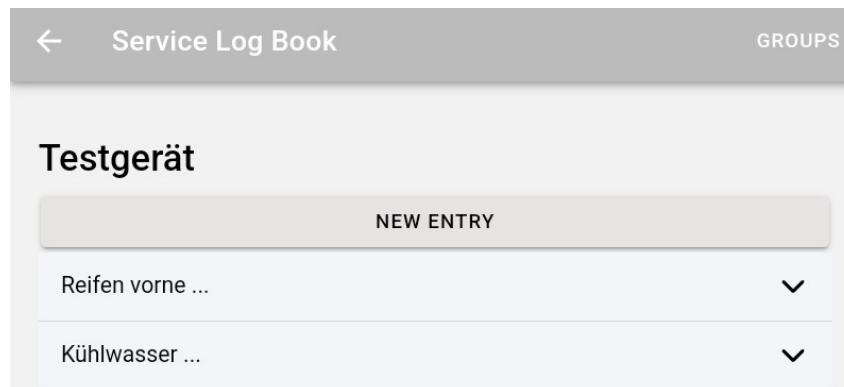 Service Log Book GROUPS
Testgerät
NEW ENTRY
Reifen vorne ...
Kühlwasser ...